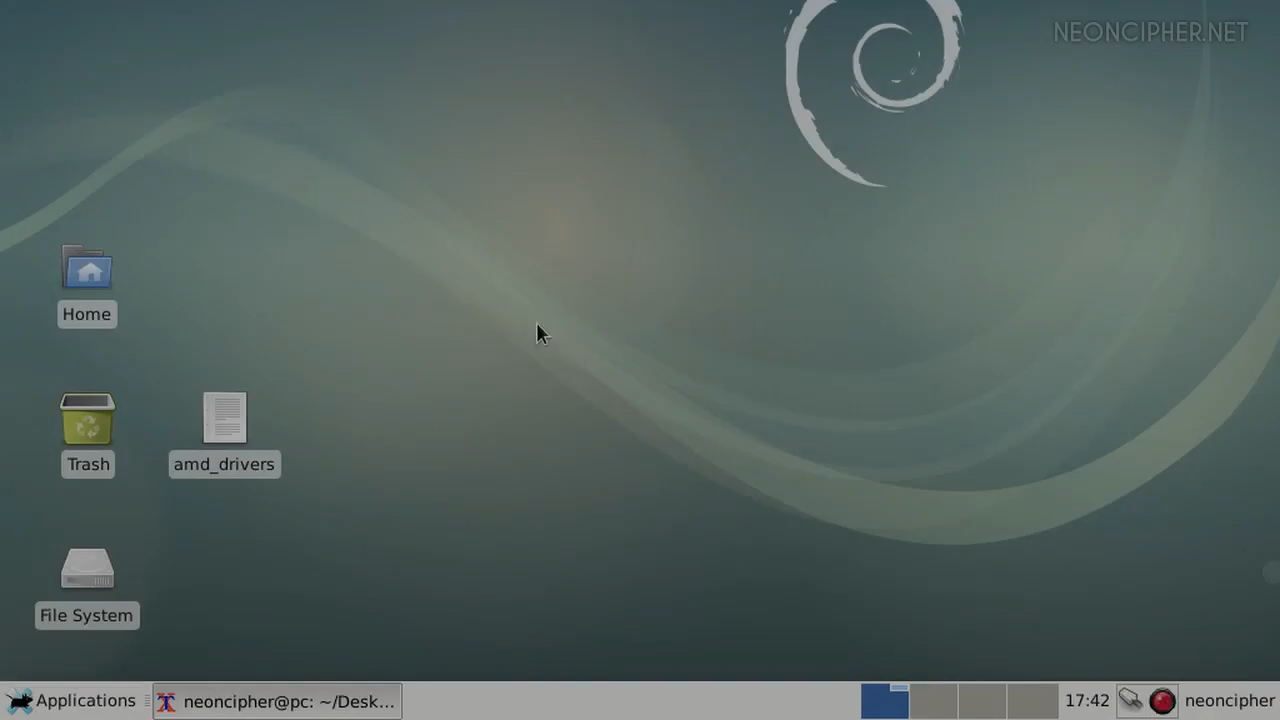 NEONCIPHER.NET
Home
Trash
amd_drivers
File System
Applications
neoncipher@pc: ~/Desk...
17:42
neoncipher